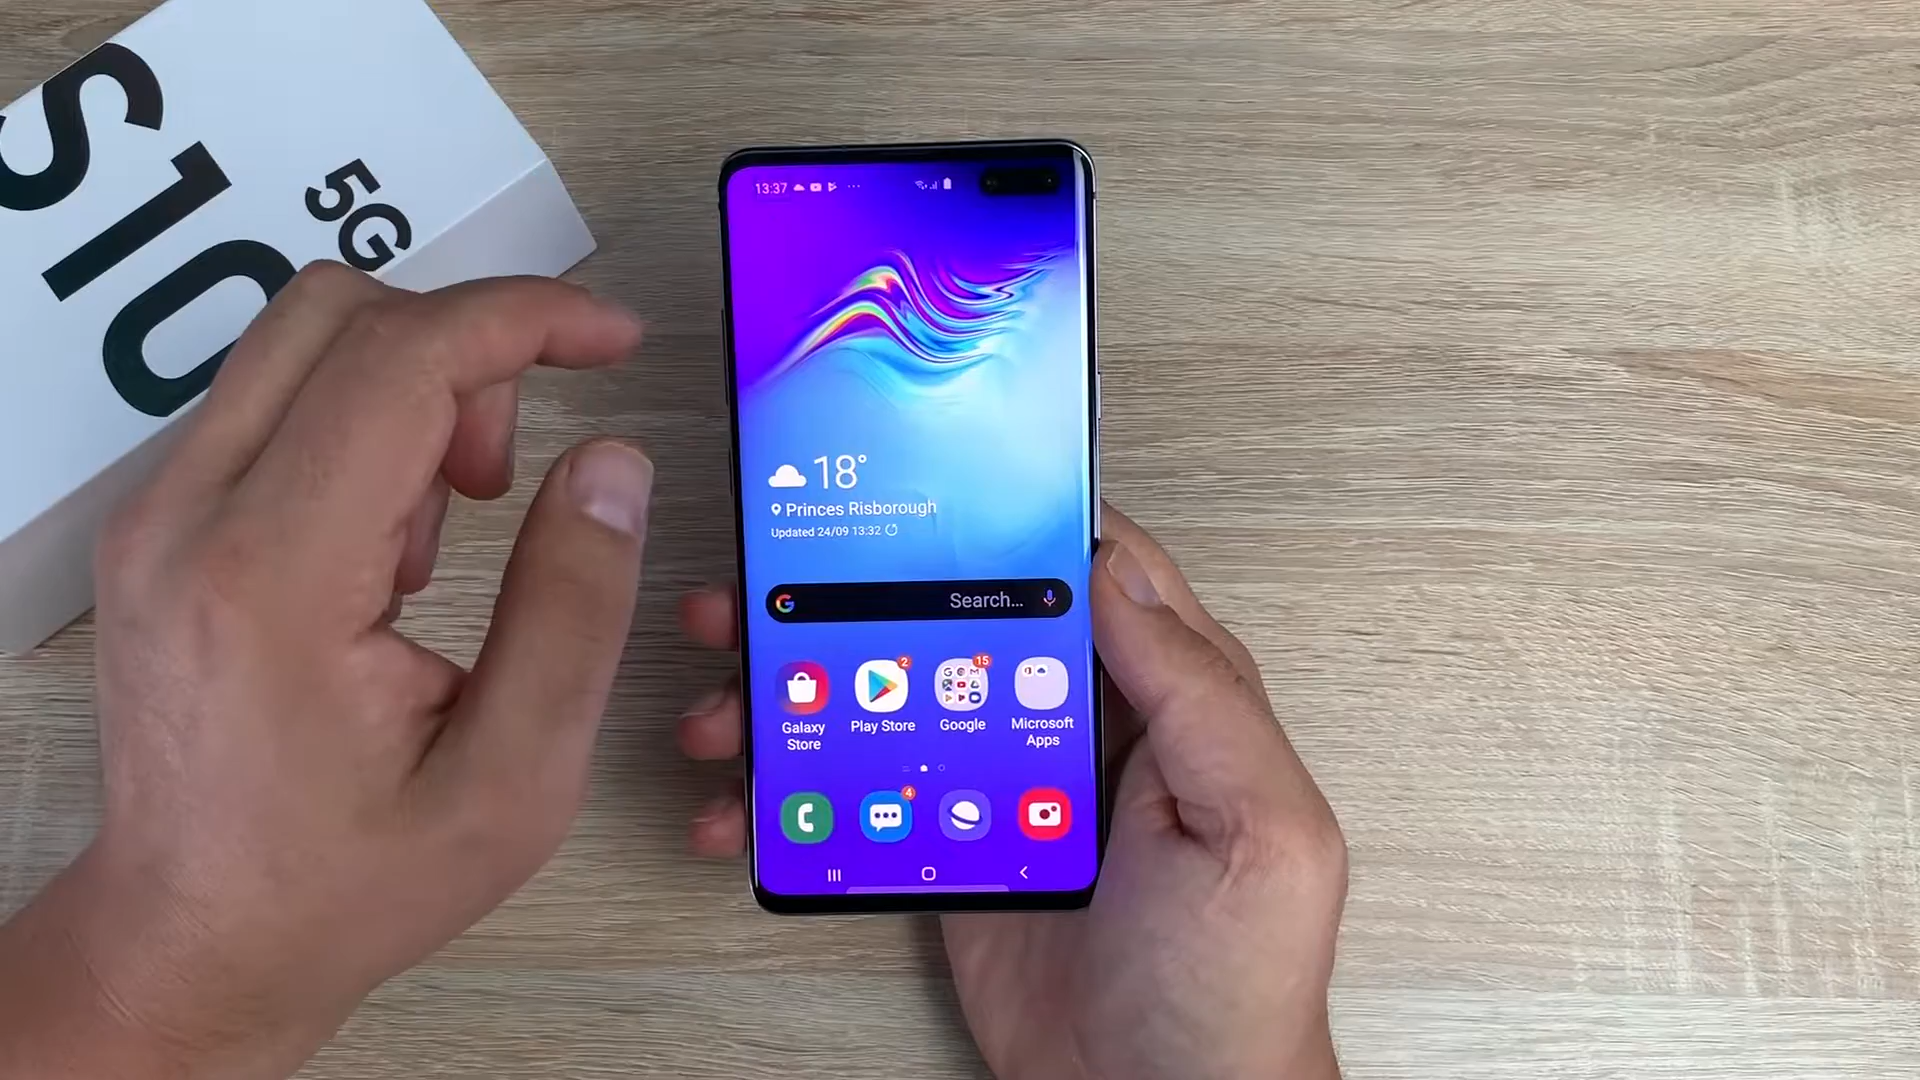 S10
5G
13:37
18°
Princes Risborough
Updated 24/09 13:32
G Search...
2
15
Galaxy Store
Play Store
Google
Microsoft Apps
4